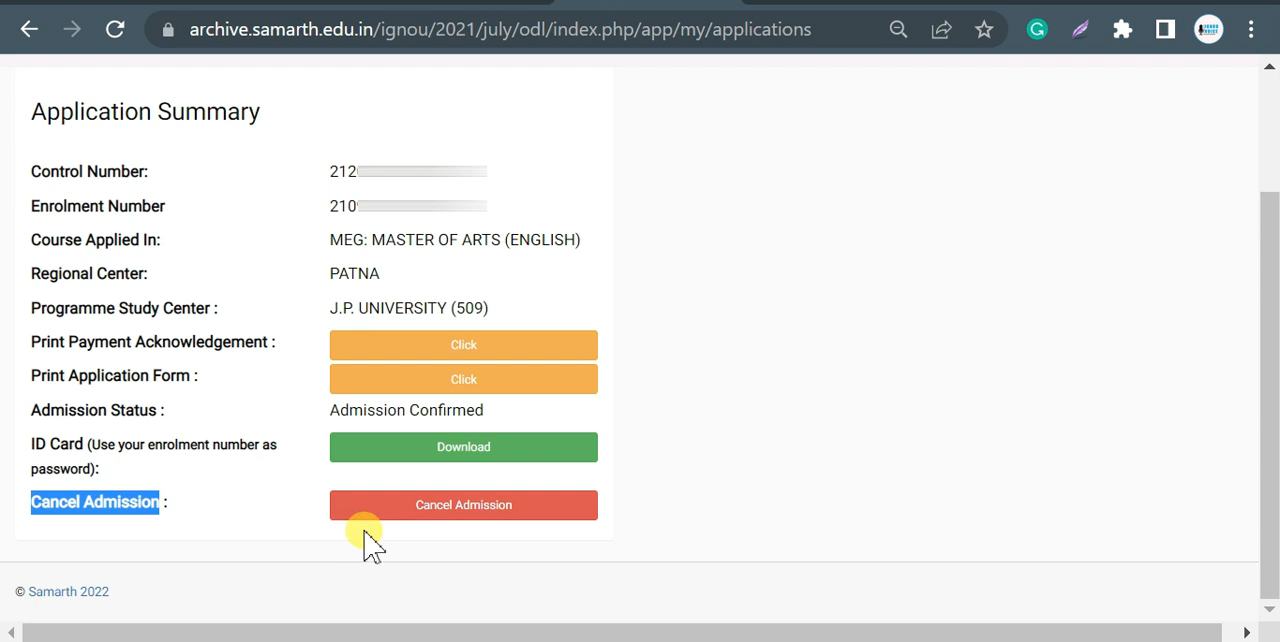 archive.samarth.edu.in/ignou/2021/july/odl/index.php/app/my/applications
Application Summary
Control Number: 212
Enrolment Number 210
Course Applied In: MEG: MASTER OF ARTS (ENGLISH)
Regional Center: PATNA
Programme Study Center : J.P. UNIVERSITY (509)
Print Payment Acknowledgement : Click
Print Application Form : Click
Admission Status : Admission Confirmed
ID Card (Use your enrolment number as
password): Download
Cancel Admission : Cancel Admission
© Samarth 2022